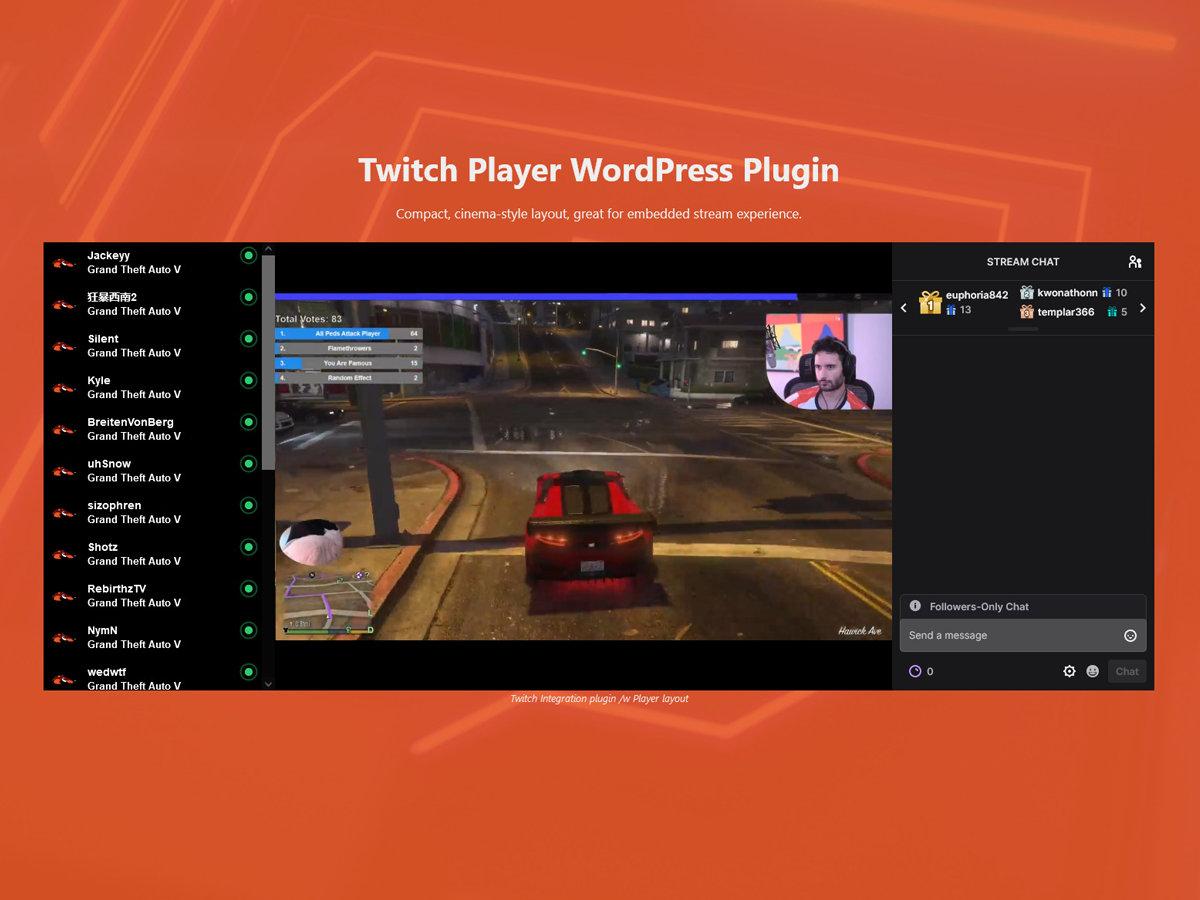 Twitch Player WordPress Plugin
Compact, cinema-style layout, great for embedded stream experience.
Jackeyy
Grand Theft Auto V
狂暴西南2
Grand Theft Auto V
Silent
Grand Theft Auto V
Kyle
Grand Theft Auto V
BreitenVonBerg
Grand Theft Auto V
uhSnow
Grand Theft Auto V
sizophren
Grand Theft Auto V
Shotz
Grand Theft Auto V
RebirthzTV
Grand Theft Auto V
NymN
Grand Theft Auto V
wedwtf
Grand Theft Auto V
Total Votes: 83
1. All Peds Attack Player 64
2. Flamethrowers 2
3. You Are Famous 15
4. Random Effect 2
Hawick Ave
STREAM CHAT
1 euphoria842
13
2 kwonathonn 10
3 templar366 5
Followers-Only Chat
Send a message
0
Chat
Twitch Integration plugin /w Player layout